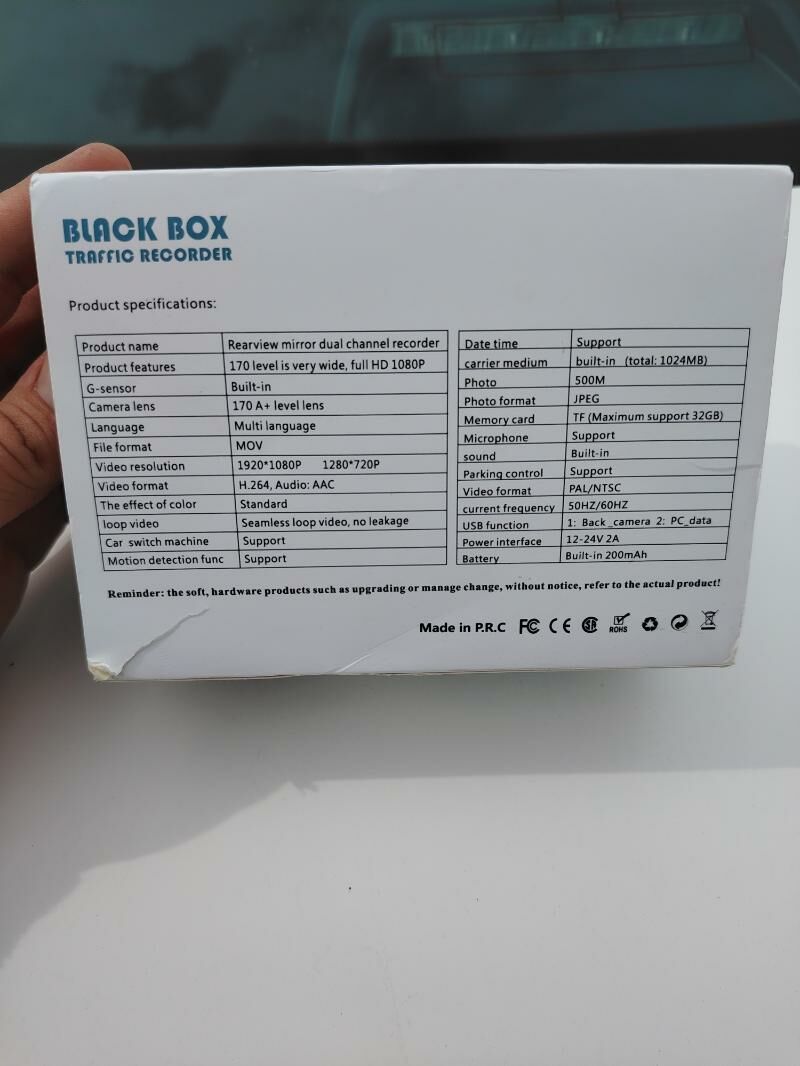 BLACK BOX
TRAFFIC RECORDER
Product specifications:
Product name Rearview mirror dual channel recorder
Product features 170 level is very wide, full HD 1080P
G-sensor Built-in
Camera lens 170 A+ level lens
Language Multi language
File format MOV
Video resolution 1920*1080P 1280*720P
Video format H.264, Audio: AAC
The effect of color Standard
loop video Seamless loop video, no leakage
Car switch machine Support
Motion detection func Support
Date time Support
carrier medium built-in (total: 1024MB)
Photo 500M
Photo format JPEG
Memory card TF (Maximum support 32GB)
Microphone Support
sound Built-in
Parking control Support
Video format PAL/NTSC
current frequency 50HZ/60HZ
USB function 1: Back_camera 2: PC_data
Power interface 12-24V 2A
Battery Built-in 200mAh
Reminder: the soft, hardware products such as upgrading or manage change, without notice, refer to the actual product!
Made in P.R.C FC CE SR ROHS